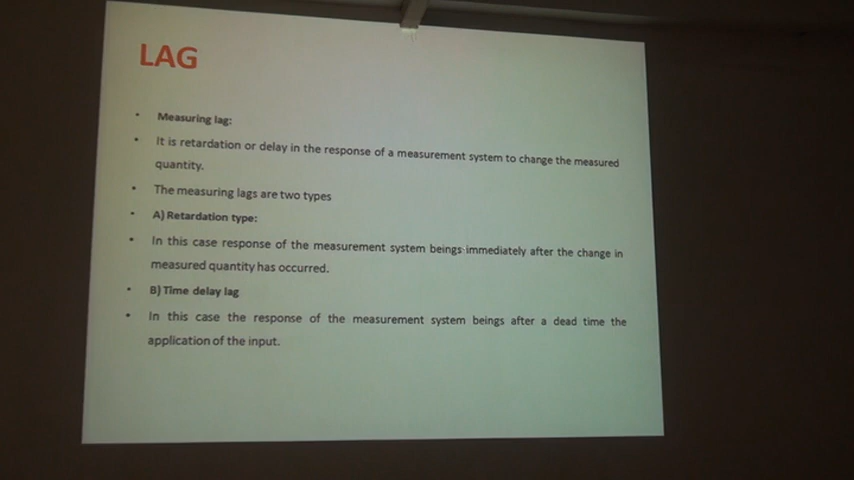 LAG
• Measuring lag:
• It is retardation or delay in the response of a measurement system to change the measured
quantity.
• The measuring lags are two types
• A) Retardation type:
• In this case response of the measurement system beings immediately after the change in
measured quantity has occurred.
• B) Time delay lag
• In this case the response of the measurement system beings after a dead time the
application of the input.